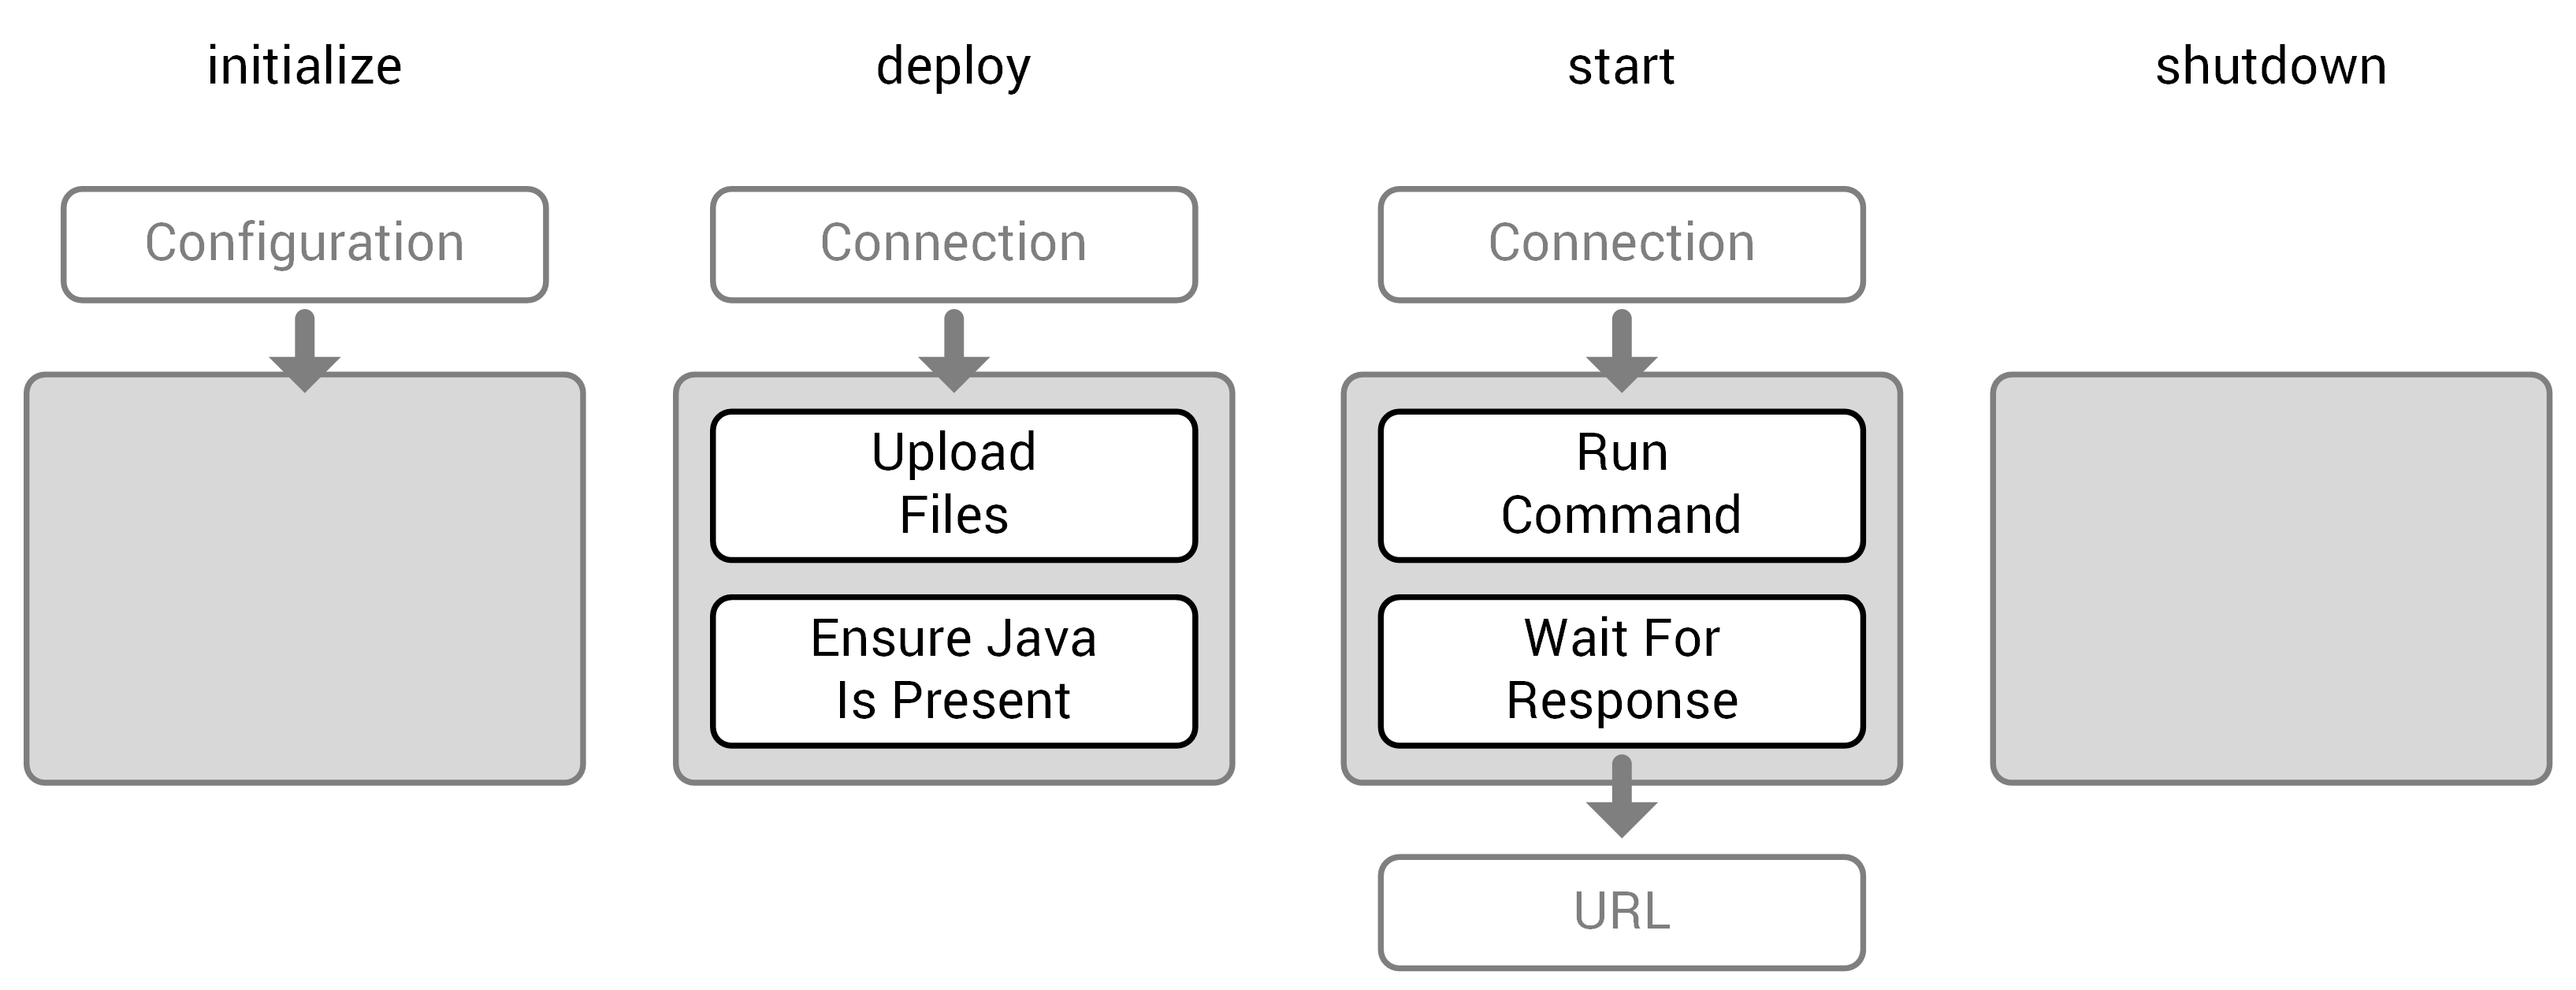 initialize
deploy
start
shutdown
Configuration
Connection
Connection
Upload
Files
Run
Command
Ensure Java
Is Present
Wait For
Response
URL